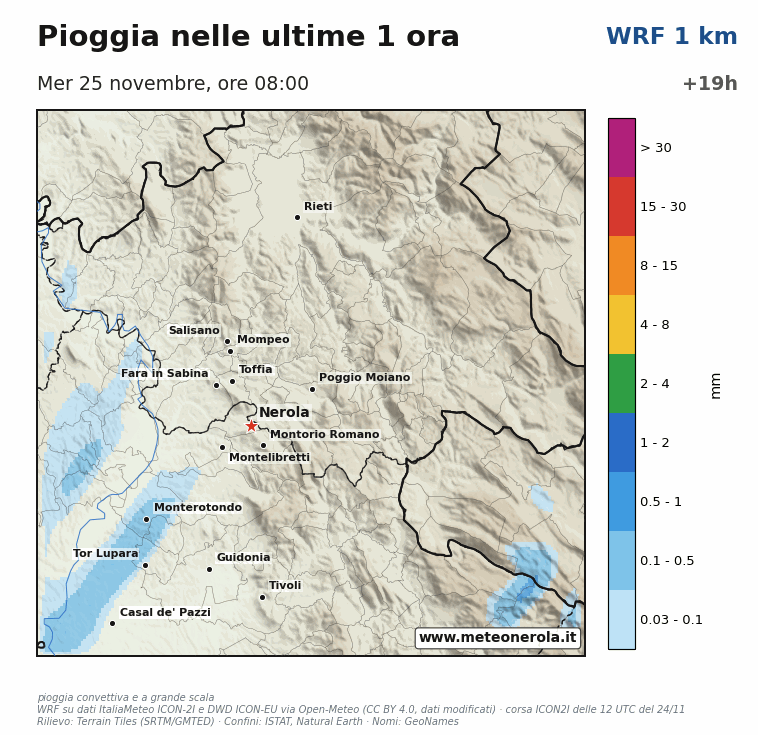 Pioggia nelle ultime 1 ora
WRF 1 km
Mer 25 novembre, ore 08:00
+19h
> 30
15 - 30
8 - 15
4 - 8
2 - 4
1 - 2
0.5 - 1
0.1 - 0.5
0.03 - 0.1
mm
Rieti
Salisano
Mompeo
Toffia
Fara in Sabina
Poggio Moiano
Nerola
Montorio Romano
Montelibretti
Monterotondo
Tor Lupara
Guidonia
Tivoli
Casal de' Pazzi
www.meteonerola.it
pioggia convettiva e a grande scala
WRF su dati ItaliaMeteo ICON-2I e DWD ICON-EU via Open-Meteo (CC BY 4.0, dati modificati) · corsa ICON2I delle 12 UTC del 24/11
Rilievo: Terrain Tiles (SRTM/GMTED) · Confini: ISTAT, Natural Earth · Nomi: GeoNames